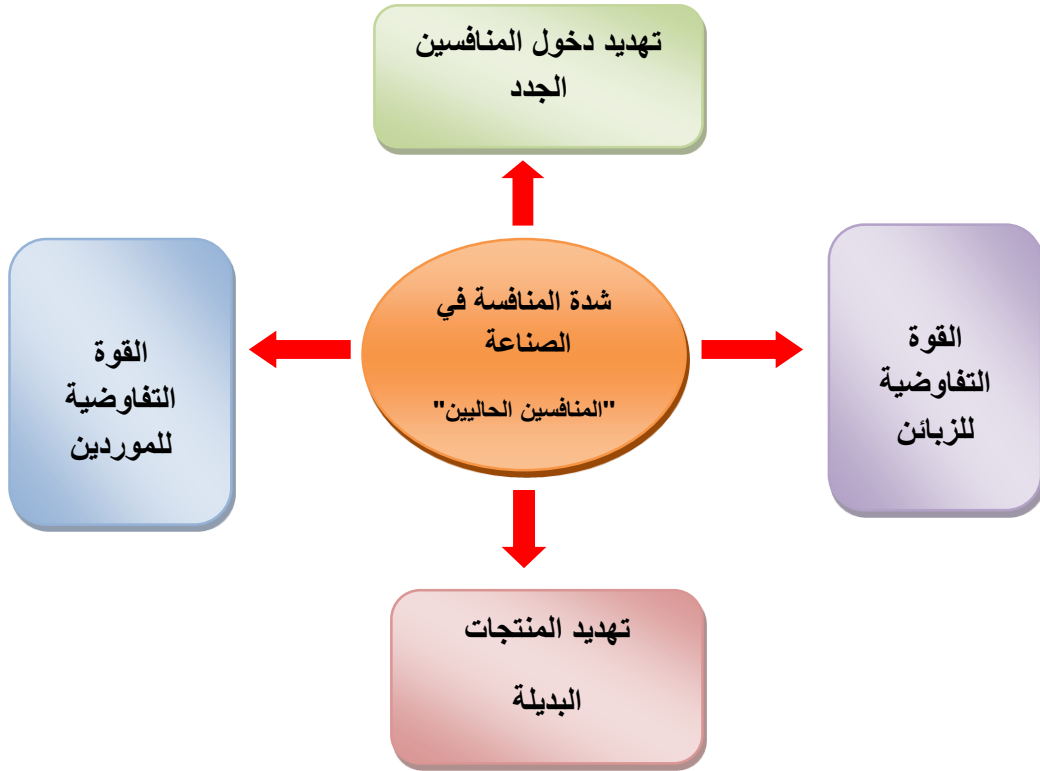 تهديد دخول المنافسين
الجدد
شدة المنافسة في
الصناعة
"المنافسين الحاليين"
القوة
التفاوضية
للزبائن
القوة
التفاوضية
للموردين
تهديد المنتجات
البديلة